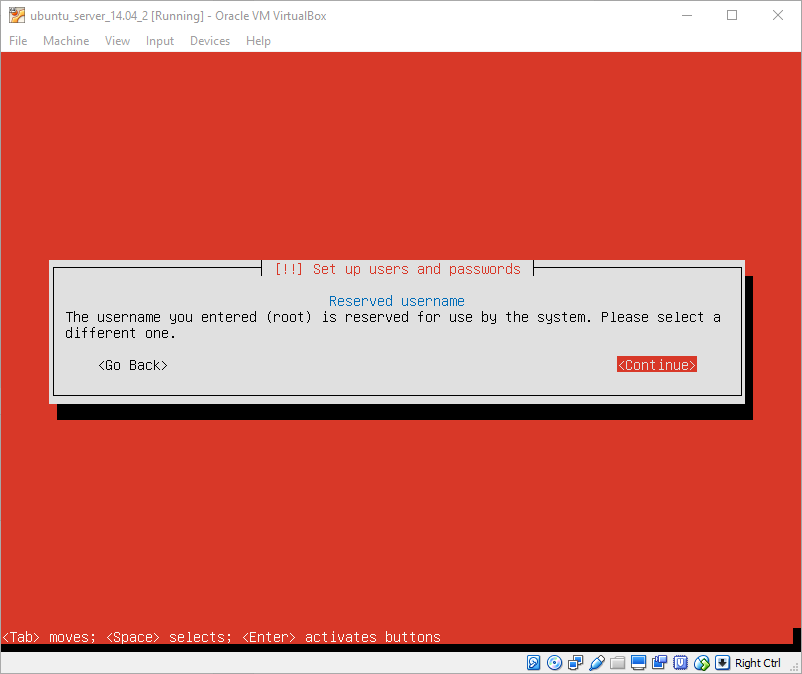 ubuntu_server_14.04_2 [Running] - Oracle VM VirtualBox
File Machine View Input Devices Help
[!!] Set up users and passwords
Reserved username
The username you entered (root) is reserved for use by the system. Please select a
different one.
<Go Back> <Continue>
<Tab> moves; <Space> selects; <Enter> activates buttons
Right Ctrl